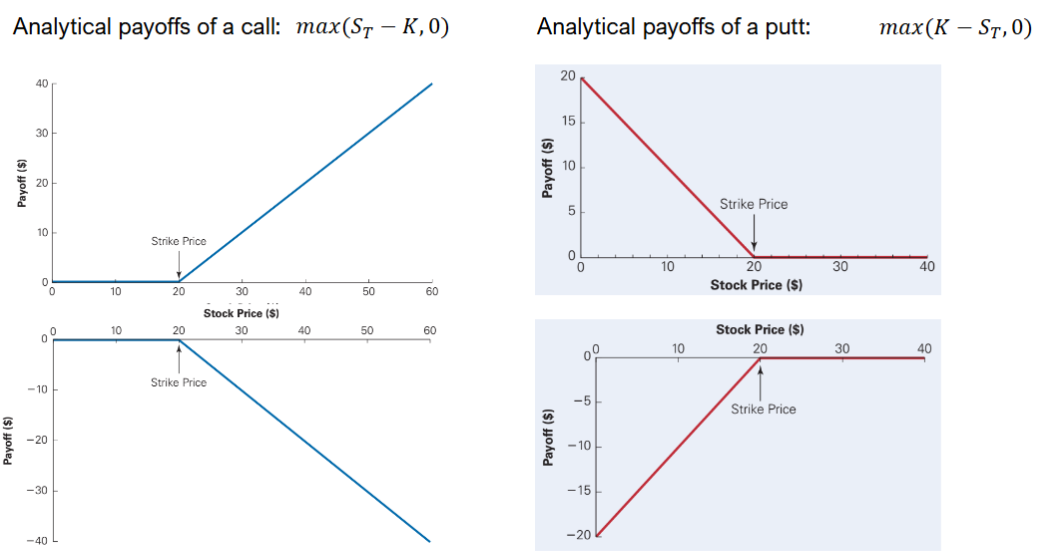 Analytical payoffs of a call: max(S_T − K, 0)
40
30
20
10
0
Payoff ($)
Strike Price
0 10 20 30 40 50 60
Stock Price ($)
0 10 20 30 40 50 60
0
−10
−20
−30
−40
Payoff ($)
Strike Price
Analytical payoffs of a putt: max(K − S_T, 0)
20
15
10
5
0
Payoff ($)
Strike Price
0 10 20 30 40
Stock Price ($)
Stock Price ($)
0 10 20 30 40
0
−5
−10
−15
−20
Payoff ($)
Strike Price